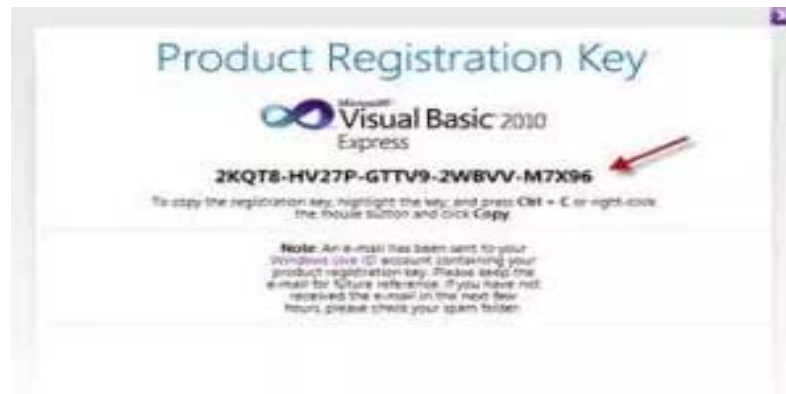 Product Registration Key
Microsoft
Visual Basic 2010
Express
2KQT8-HV27P-GTTV9-2WBVV-M7X96
To copy the registration key, highlight the key, and press Ctrl + C or right-click
the mouse button and click Copy
Note: An e-mail has been sent to your
Windows Live ID account containing your
product registration key. Please keep the
e-mail for future reference. If you have not
received the e-mail in the next few
hours, please check your spam folder.